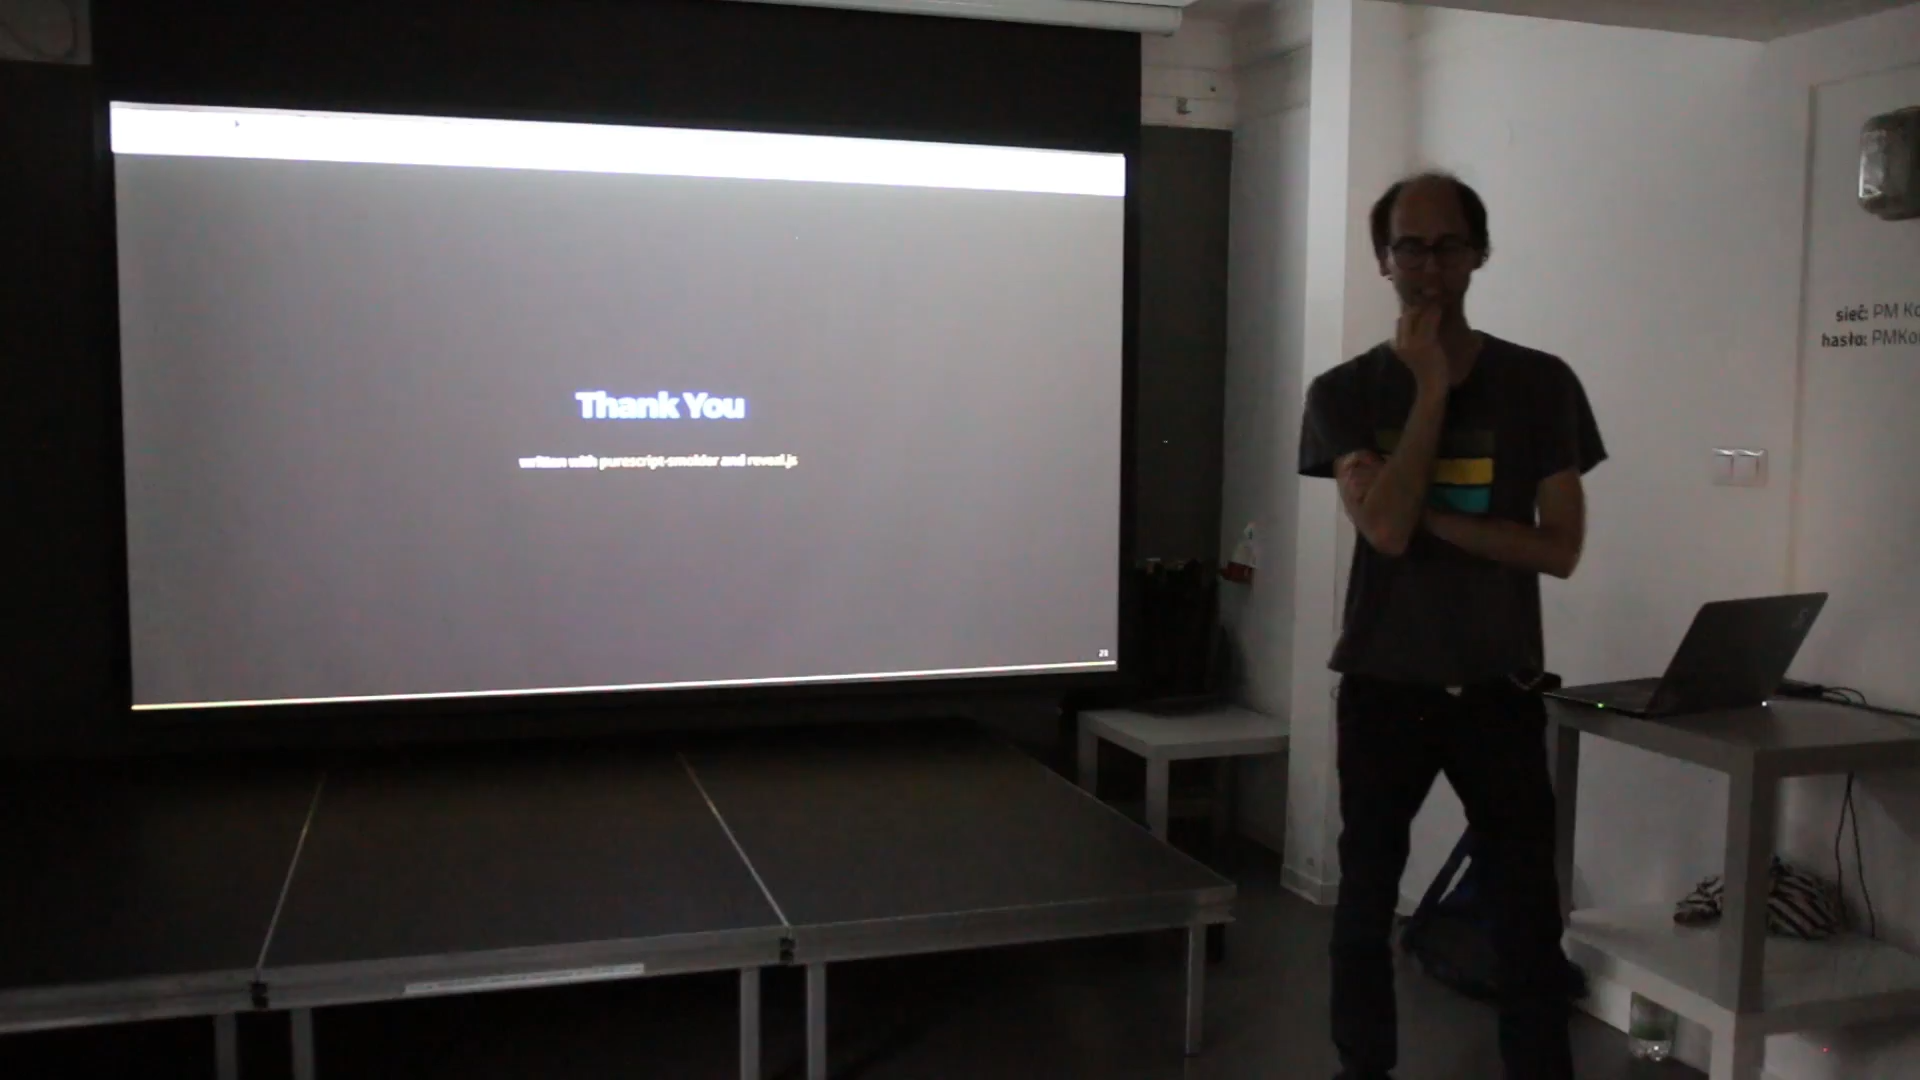 Thank You
written with purescript-smolder and reveal.js
sieć: PM Ko
hasło: PMKo